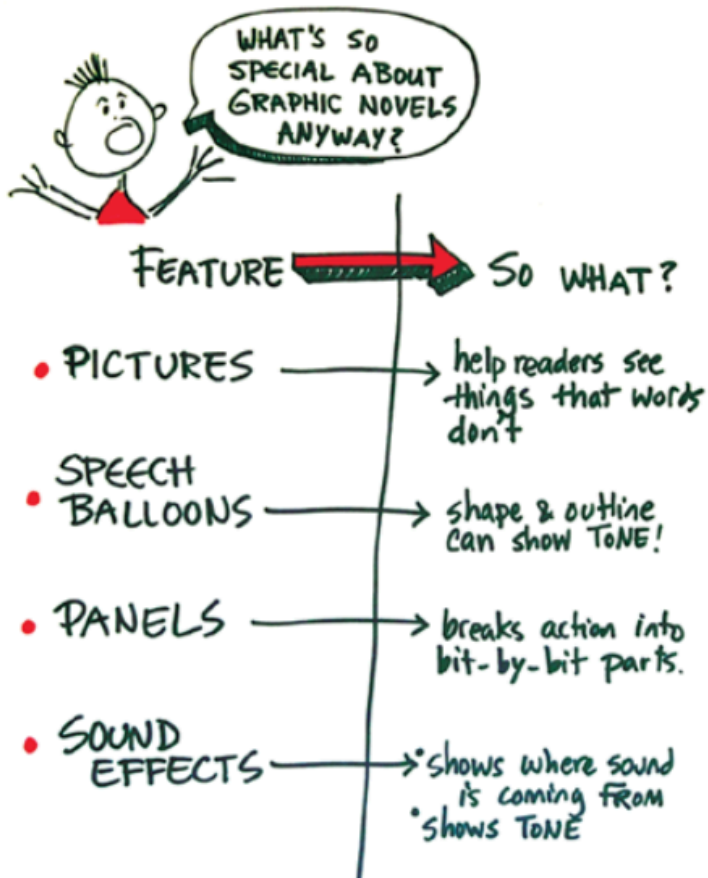 WHAT'S SO
SPECIAL ABOUT
GRAPHIC NOVELS
ANYWAY?
FEATURE
SO WHAT?
• PICTURES
help readers see
things that words
don't
SPEECH
• BALLOONS
shape & outline
can show TONE!
• PANELS
breaks action into
bit-by-bit parts.
• SOUND
EFFECTS
•shows where sound
is coming FROM
•shows TONE